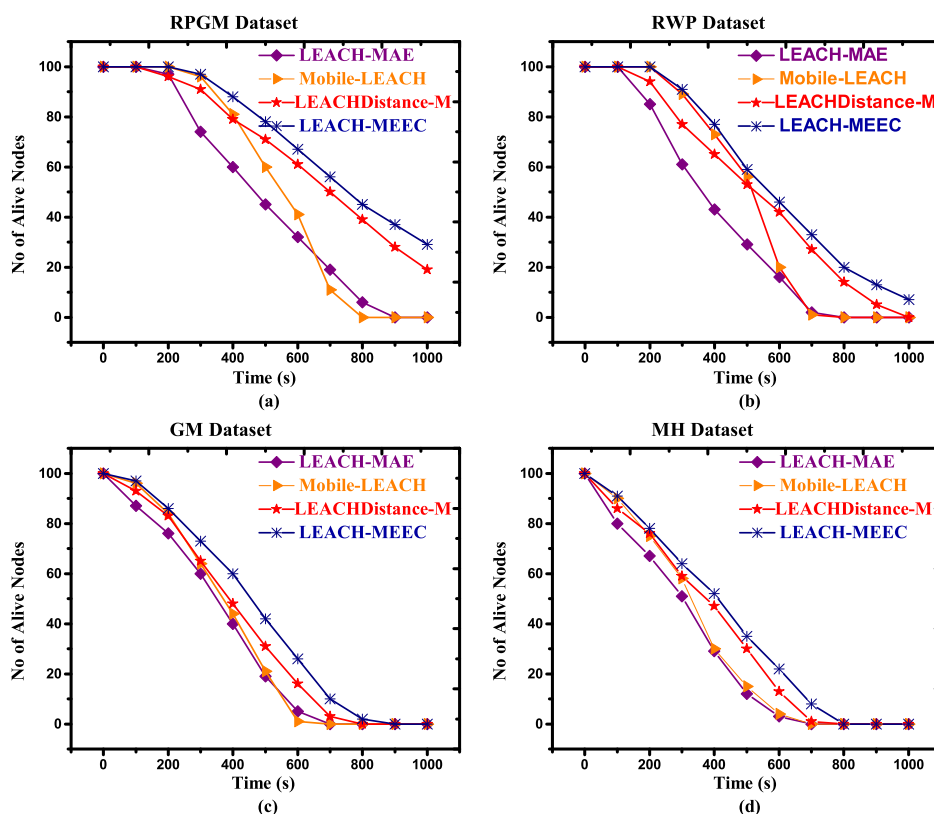 RPGM Dataset
LEACH-MAE
Mobile-LEACH
LEACHDistance-M
LEACH-MEEC
No of Alive Nodes
100
80
60
40
20
0
0 200 400 600 800 1000
Time (s)
(a)
RWP Dataset
LEACH-MAE
Mobile-LEACH
LEACHDistance-M
LEACH-MEEC
No of Alive Nodes
100
80
60
40
20
0
0 200 400 600 800 1000
Time (s)
(b)
GM Dataset
LEACH-MAE
Mobile-LEACH
LEACHDistance-M
LEACH-MEEC
No of Alive Nodes
100
80
60
40
20
0
0 200 400 600 800 1000
Time (s)
(c)
MH Dataset
LEACH-MAE
Mobile-LEACH
LEACHDistance-M
LEACH-MEEC
No of Alive Nodes
100
80
60
40
20
0
0 200 400 600 800 1000
Time (s)
(d)